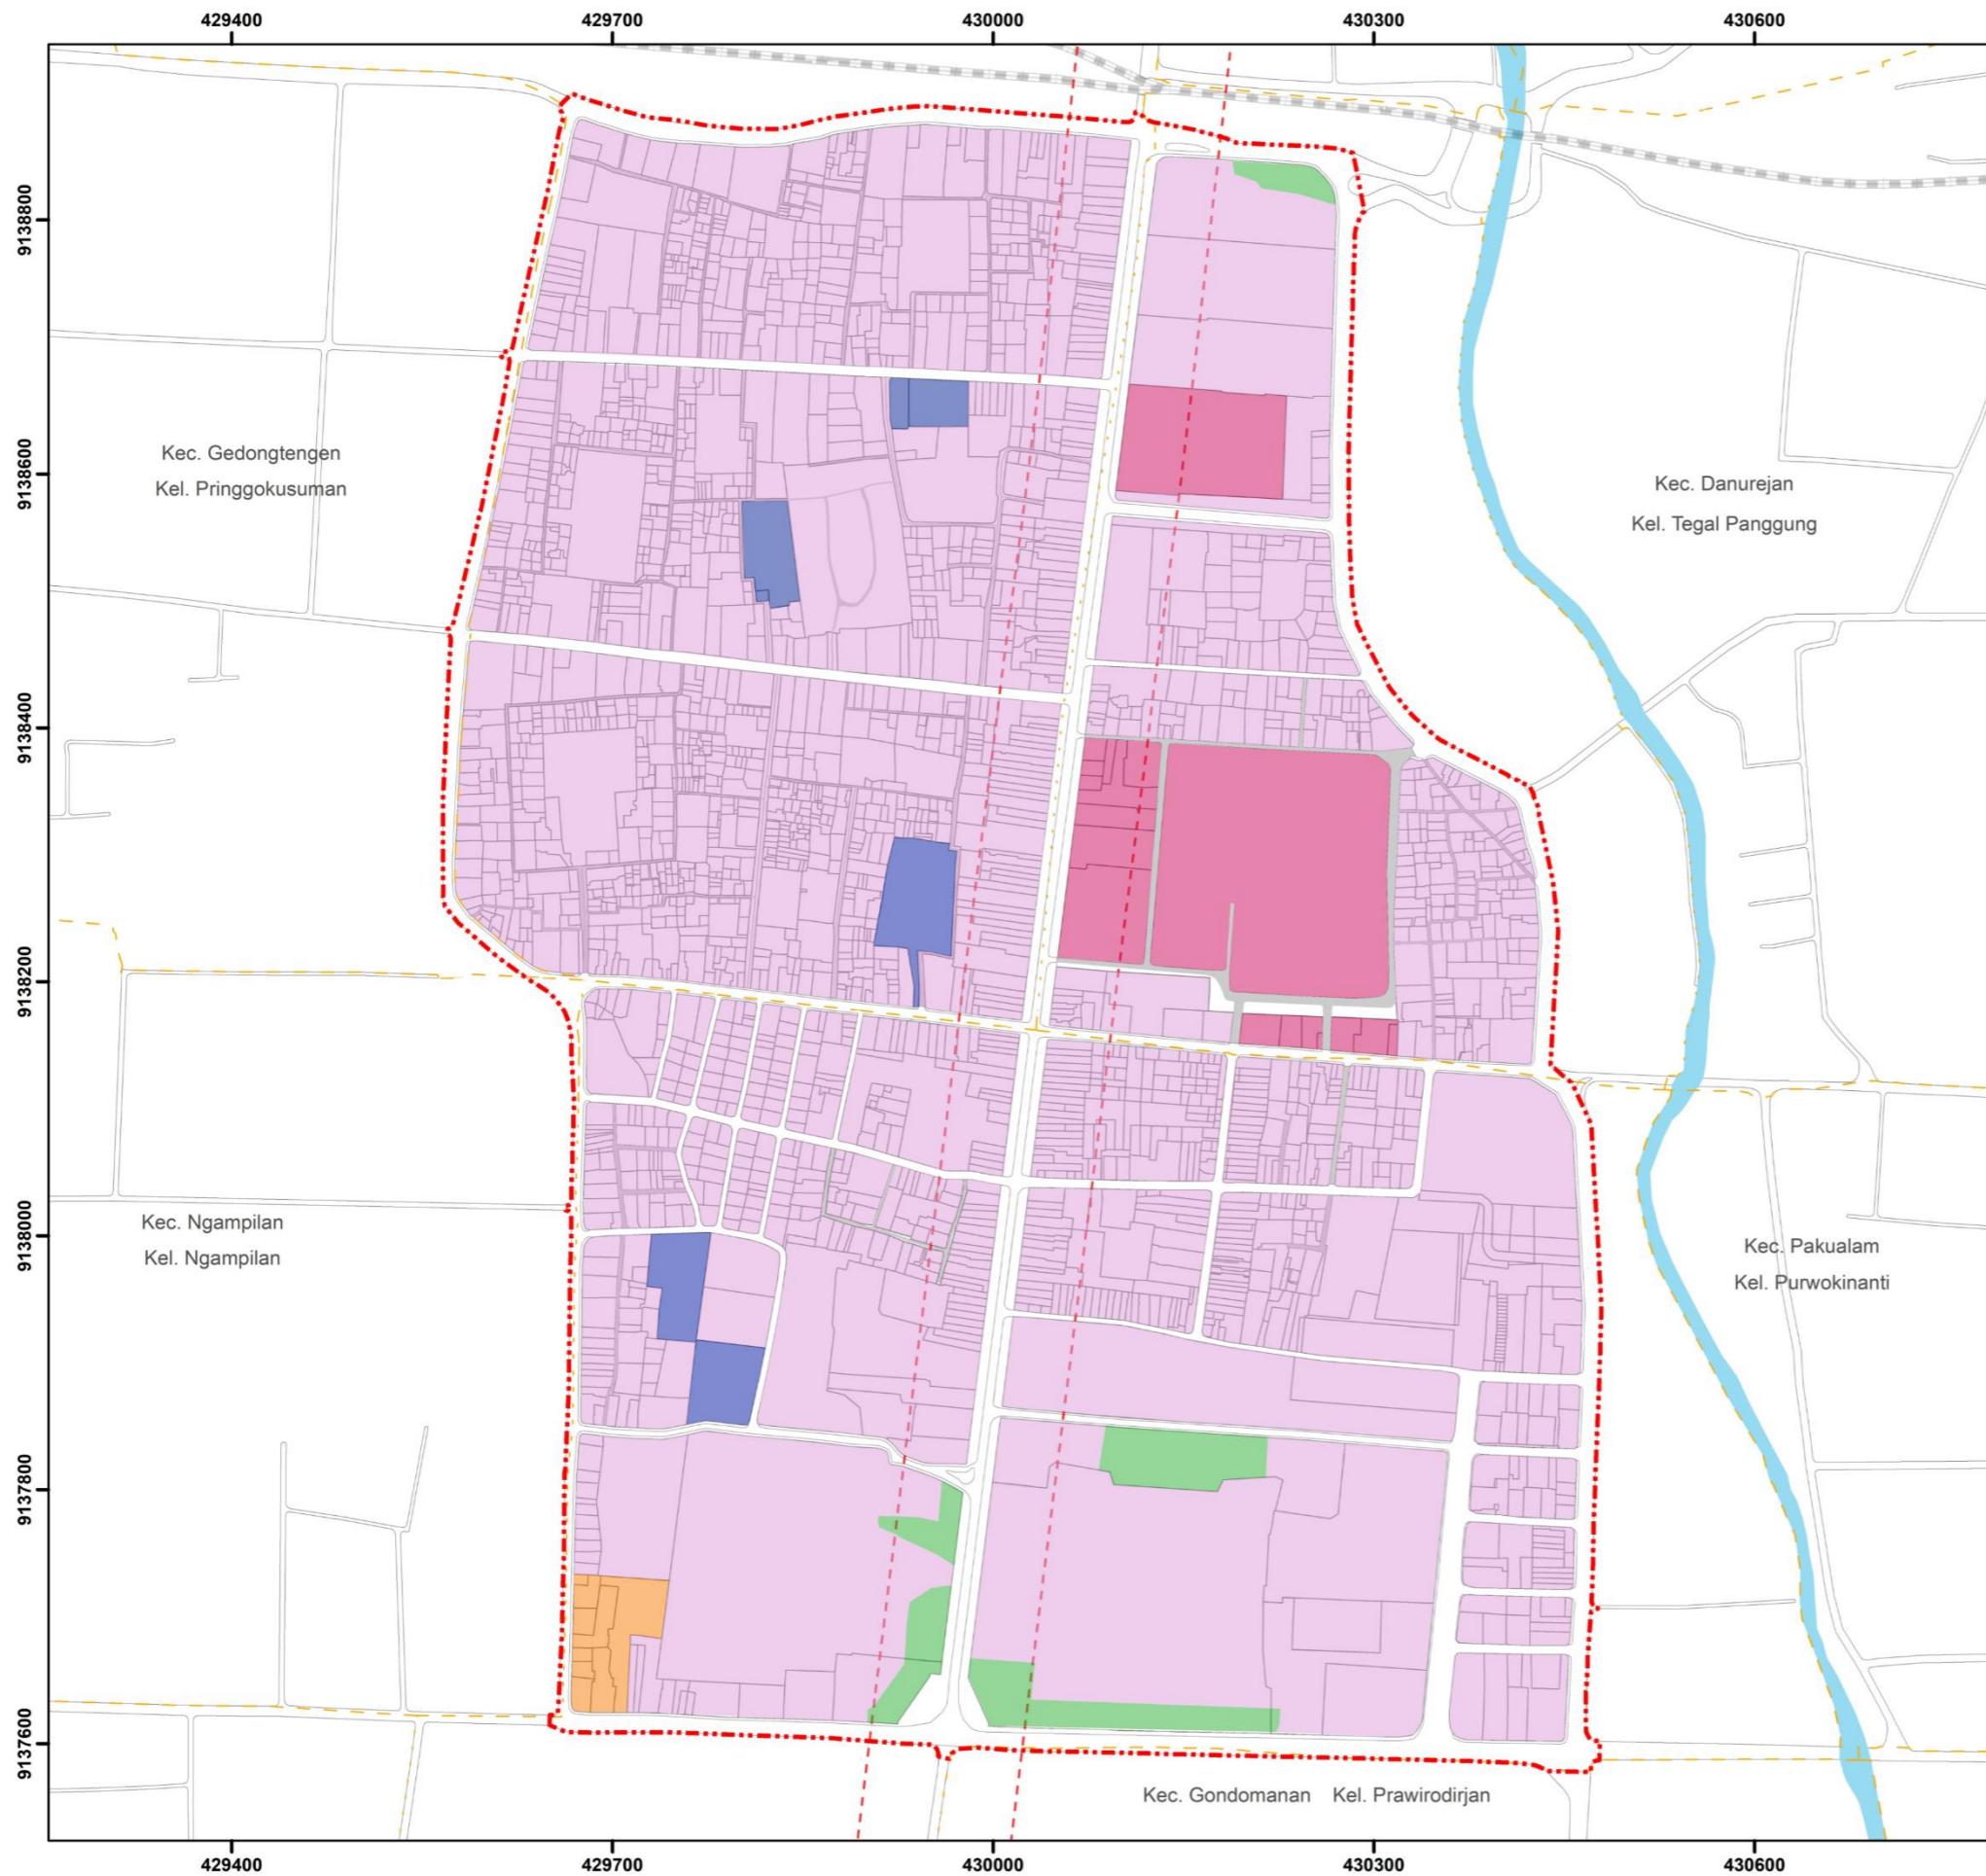 429400 429700 430000 430300 430600
9138800
9138600
9138400
9138200
9138000
9137800
9137600
Kec. Gedongtengen
Kel. Pringgokusuman
Kec. Danurejan
Kel. Tegal Panggung
Kec. Ngampilan
Kel. Ngampilan
Kec. Pakualam
Kel. Purwokinanti
Kec. Gondomanan Kel. Prawirodirjan
429400 429700 430000 430300 430600